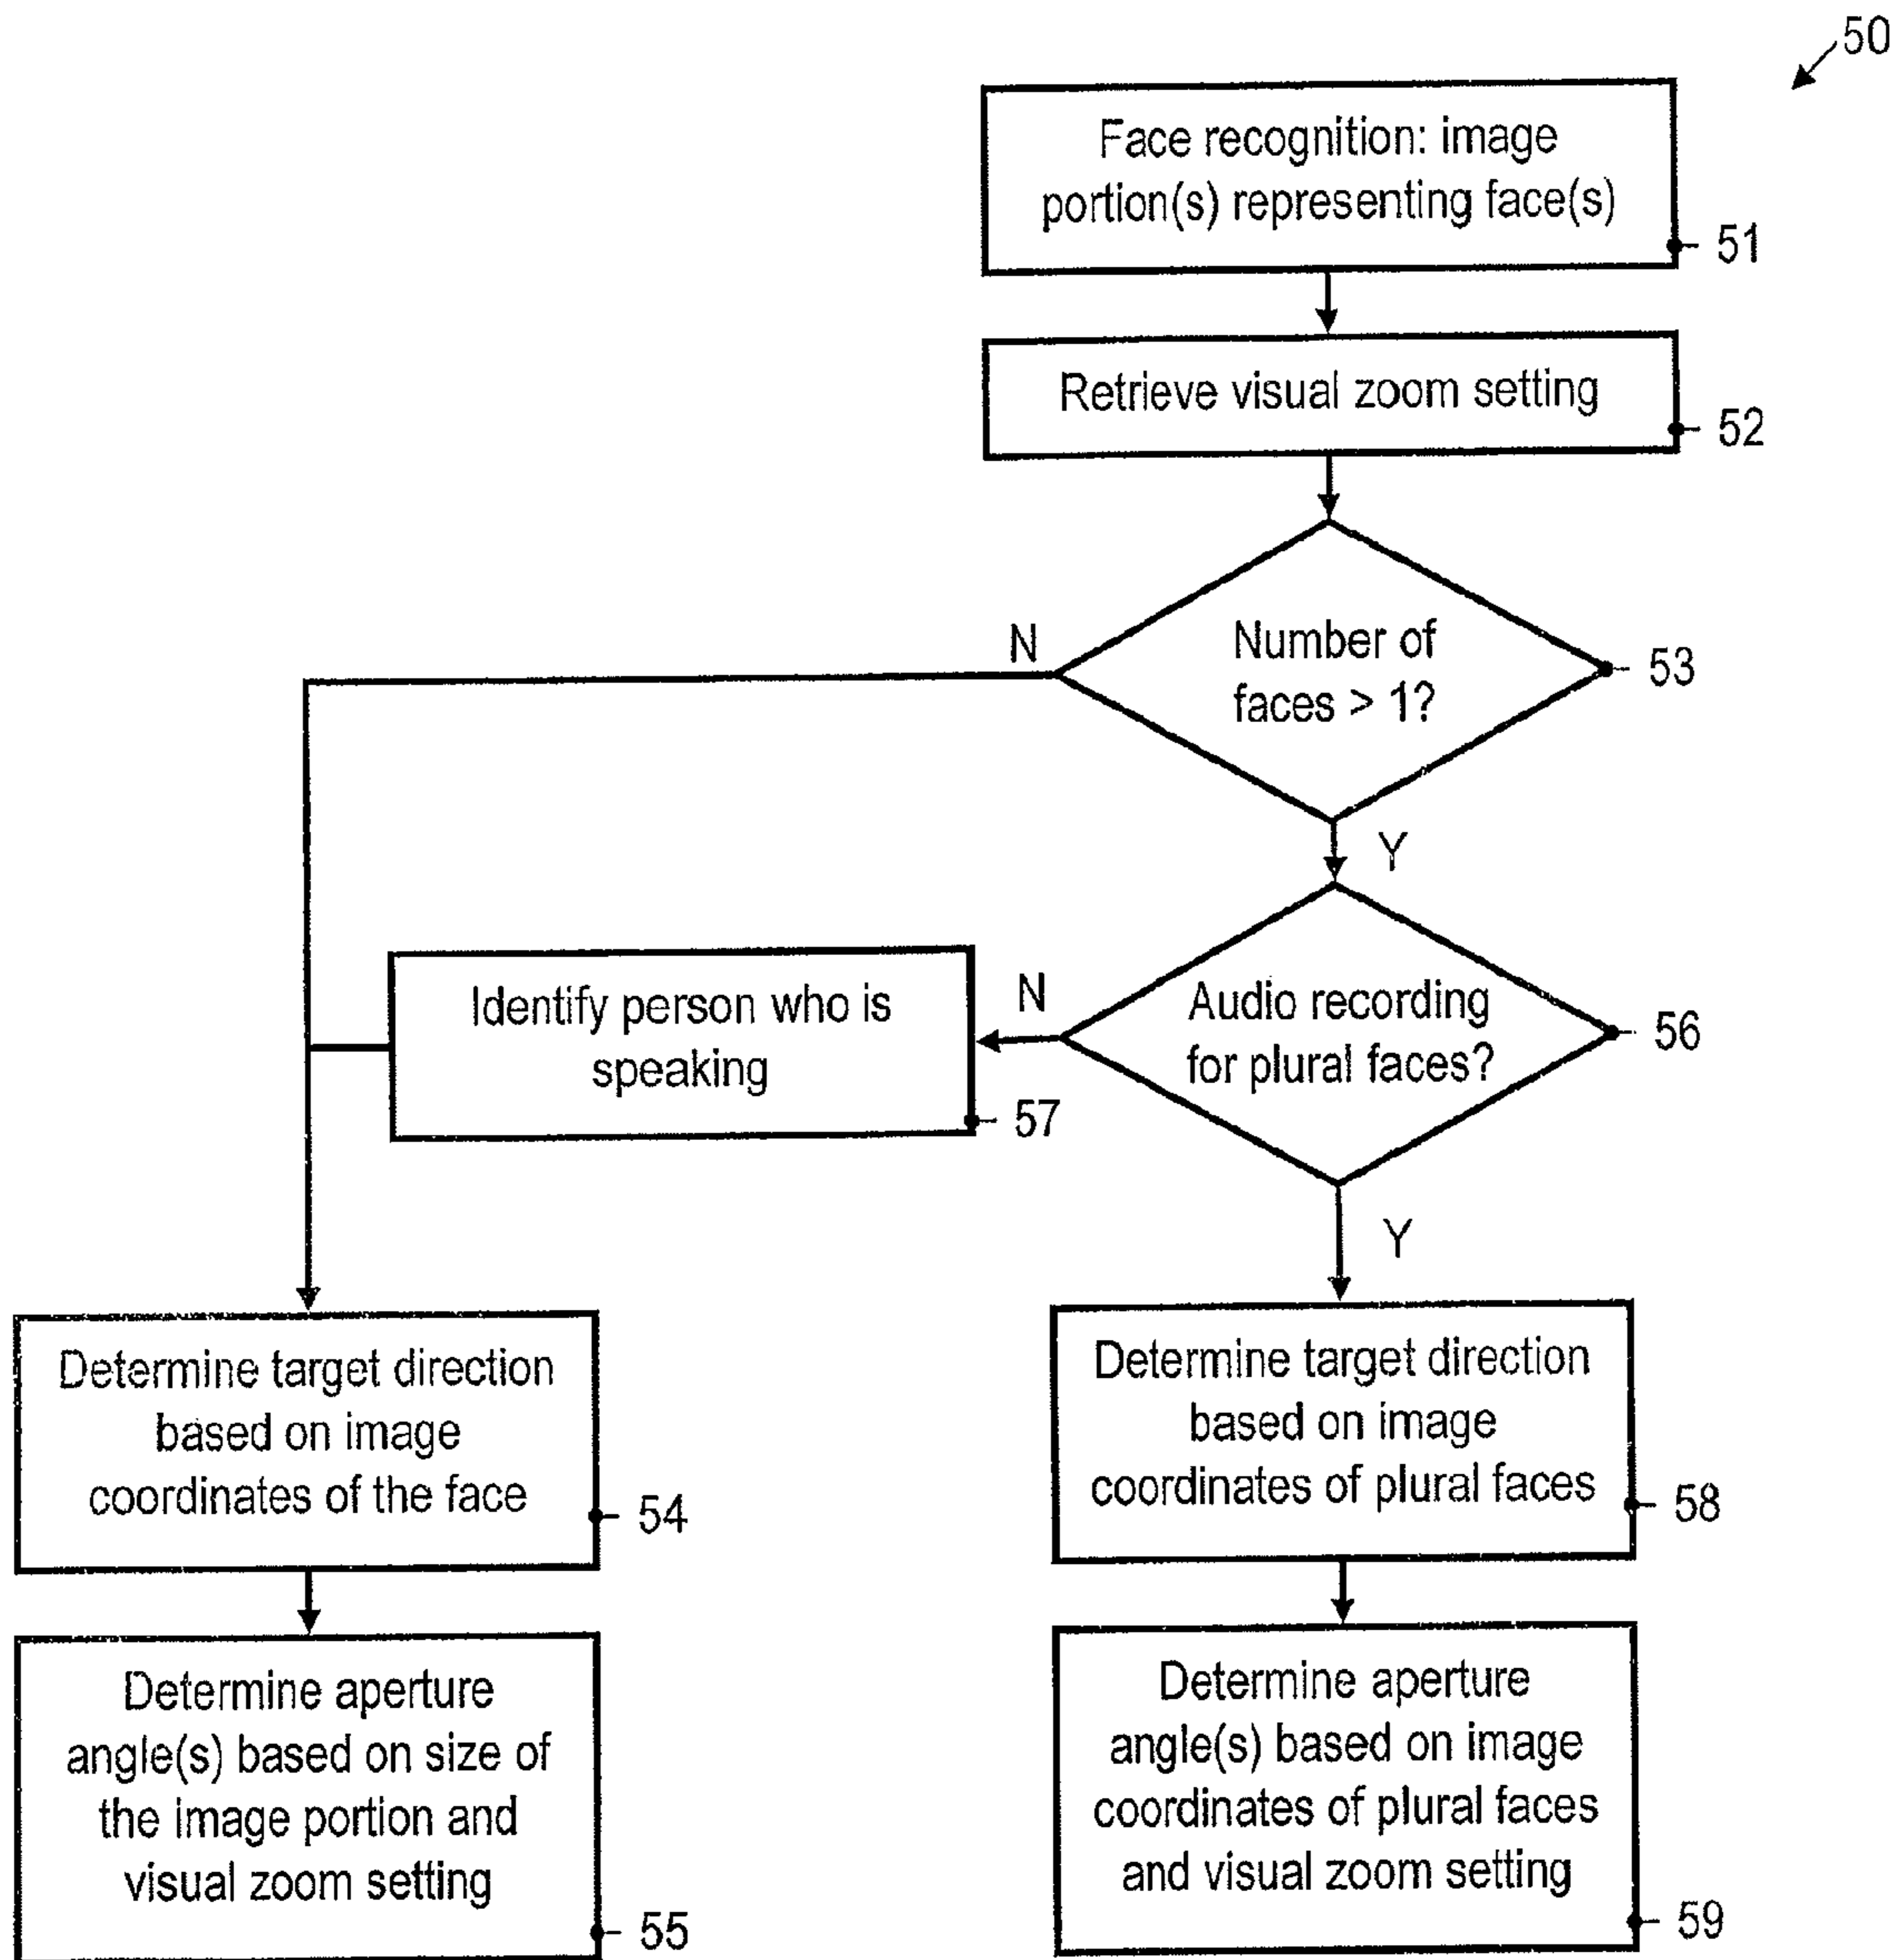 50
Face recognition: image
portion(s) representing face(s)
51
Retrieve visual zoom setting
52
Number of
faces > 1?
53
N
Y
Audio recording
for plural faces?
56
N
Identify person who is
speaking
57
Y
Determine target direction
based on image
coordinates of the face
54
Determine target direction
based on image
coordinates of plural faces
58
Determine aperture
angle(s) based on size of
the image portion and
visual zoom setting
55
Determine aperture
angle(s) based on image
coordinates of plural faces
and visual zoom setting
59